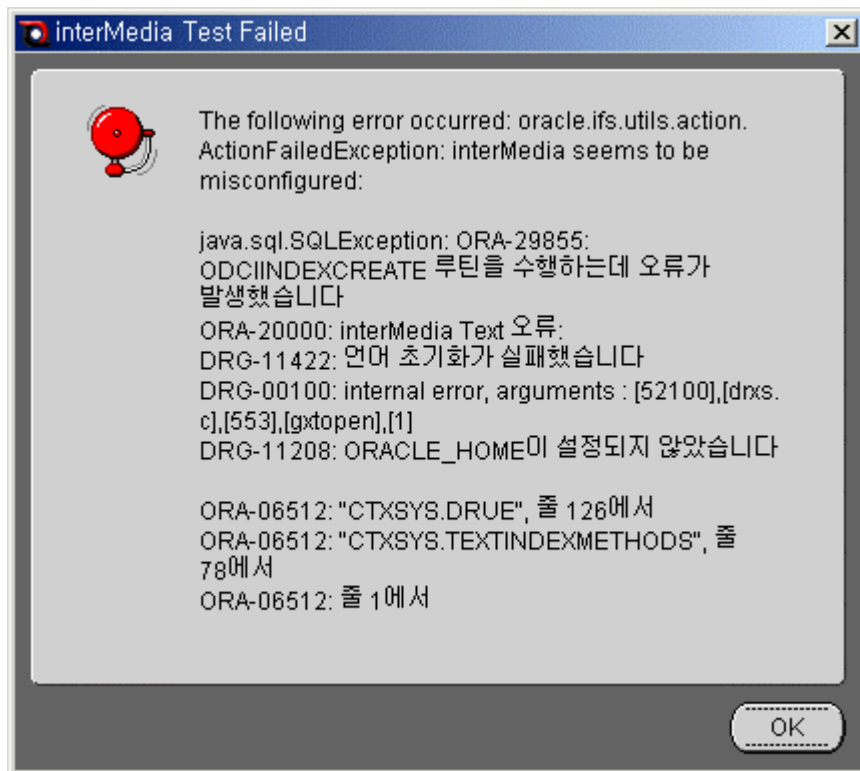 interMedia Test Failed
The following error occurred: oracle.ifs.utils.action.
ActionFailedException: interMedia seems to be
misconfigured:
java.sql.SQLException: ORA-29855:
ODCIINDEXCREATE 루틴을 수행하는데 오류가
발생했습니다
ORA-20000: interMedia Text 오류:
DRG-11422: 언어 초기화가 실패했습니다
DRG-00100: internal error, arguments : [52100],[drxs.
c],[553],[gxtopen],[1]
DRG-11208: ORACLE_HOME이 설정되지 않았습니다
ORA-06512: "CTXSYS.DRUE", 줄 126에서
ORA-06512: "CTXSYS.TEXTINDEXMETHODS", 줄
78에서
ORA-06512: 줄 1에서
OK